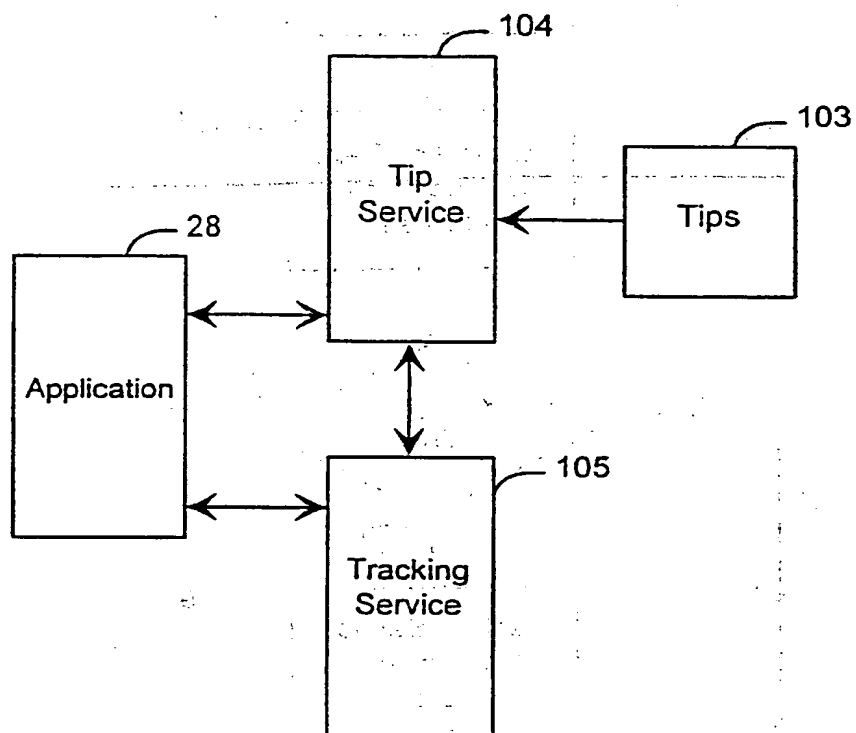 104
103
Tip
Service
Tips
28
Application
105
Tracking
Service